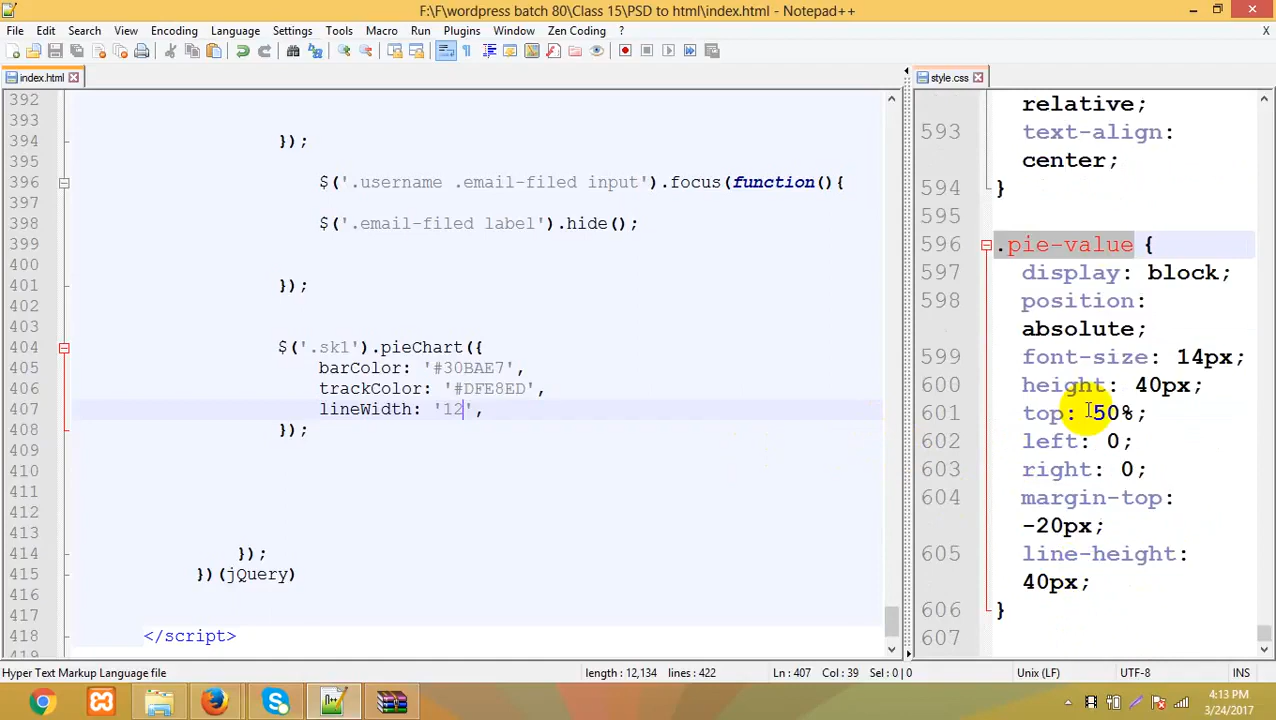 F:\F\wordpress batch 80\Class 15\PSD to html\index.html - Notepad++
File Edit Search View Encoding Language Settings Tools Macro Run Plugins Window Zen Coding ? X
index.html
392
393
394 });
395
396 $('.username .email-filed input').focus(function(){
397
398 $('.email-filed label').hide();
399
400
401 });
402
403
404 $('.sk1').pieChart({
405 barColor: '#30BAE7',
406 trackColor: '#DFE8ED',
407 lineWidth: '12',
408 });
409
410
411
412
413
414 });
415 })(jQuery)
416
417
418 </script>
419
style.css
relative;
593 text-align:
center;
594 }
595
596 .pie-value {
597 display: block;
598 position:
absolute;
599 font-size: 14px;
600 height: 40px;
601 top: 50%;
602 left: 0;
603 right: 0;
604 margin-top:
-20px;
605 line-height:
40px;
606 }
607
Hyper Text Markup Language file length : 12,134 lines : 422 Ln : 407 Col : 39 Sel : 0 | 0 Unix (LF) UTF-8 INS
4:13 PM
3/24/2017